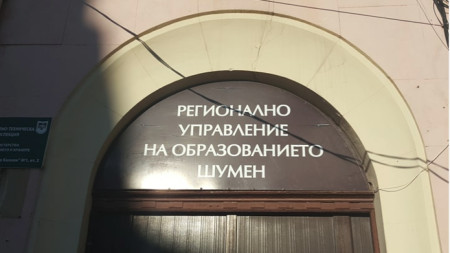 РЕГИОНАЛНО
УПРАВЛЕНИЕ
НА ОБРАЗОВАНИЕТО
ШУМЕН